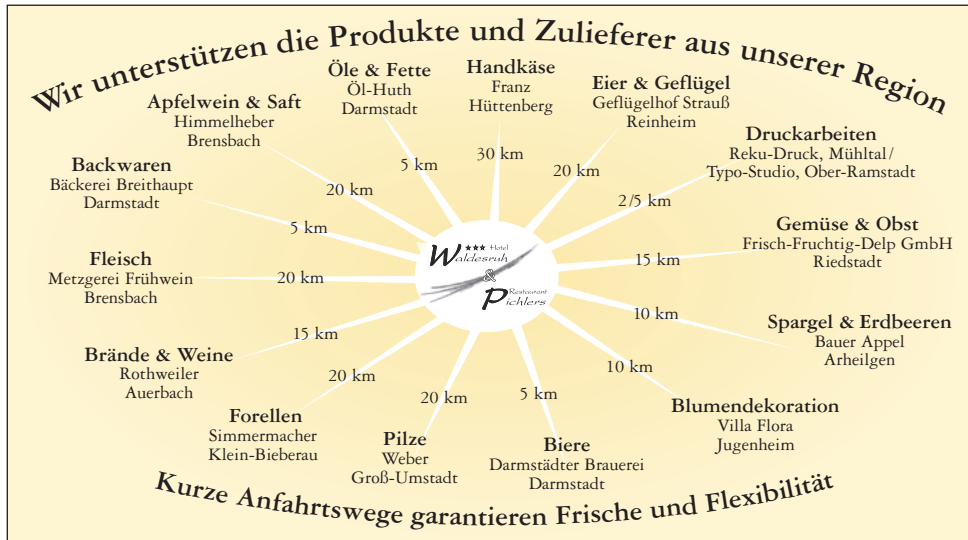 Wir unterstützen die Produkte und Zulieferer aus unserer Region
Öle & Fette
Öl-Huth
Darmstadt
5 km
Handkäse
Franz
Hüttenberg
30 km
Eier & Geflügel
Geflügelhof Strauß
Reinheim
20 km
Druckarbeiten
Reku-Druck, Mühltal/
Typo-Studio, Ober-Ramstadt
2/5 km
Gemüse & Obst
Frisch-Fruchtig-Delp GmbH
Riedstadt
15 km
Spargel & Erdbeeren
Bauer Appel
Arheilgen
10 km
Blumendekoration
Villa Flora
Jugenheim
10 km
Biere
Darmstädter Brauerei
Darmstadt
5 km
Pilze
Weber
Groß-Umstadt
20 km
Forellen
Simmermacher
Klein-Bieberau
20 km
Brände & Weine
Rothweiler
Auerbach
15 km
Fleisch
Metzgerei Frühwein
Brensbach
20 km
Backwaren
Bäckerei Breithaupt
Darmstadt
5 km
Apfelwein & Saft
Himmelheber
Brensbach
20 km
★★★ Hotel
Waldesruh
&
Restaurant
Pichlers
Kurze Anfahrtswege garantieren Frische und Flexibilität